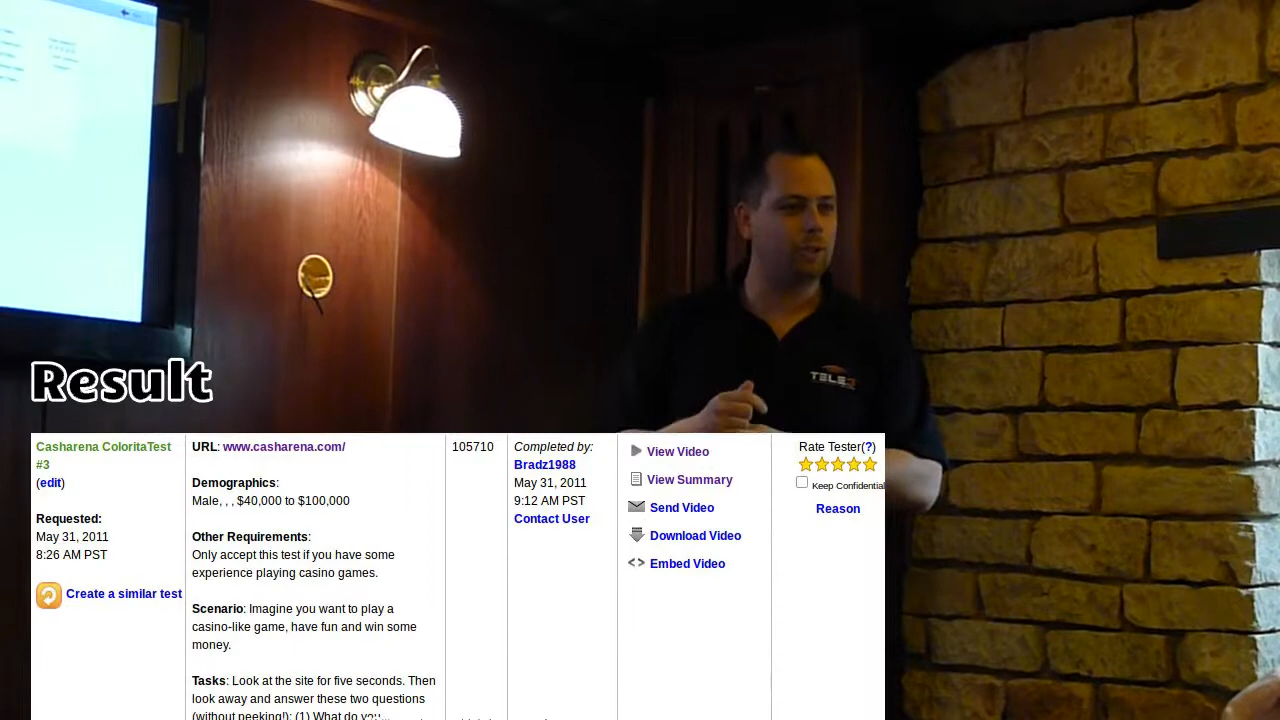 TELE
Result
Casharena ColoritaTest
#3
(edit)
Requested:
May 31, 2011
8:26 AM PST
Create a similar test
URL: www.casharena.com/
Demographics:
Male, , , $40,000 to $100,000
Other Requirements:
Only accept this test if you have some
experience playing casino games.
Scenario: Imagine you want to play a
casino-like game, have fun and win some
money.
Tasks: Look at the site for five seconds. Then
look away and answer these two questions
(without peeking!): (1) What do you
105710
Completed by:
Bradz1988
May 31, 2011
9:12 AM PST
Contact User
View Video
View Summary
Send Video
Download Video
Embed Video
Rate Tester(?)
Keep Confidential
Reason